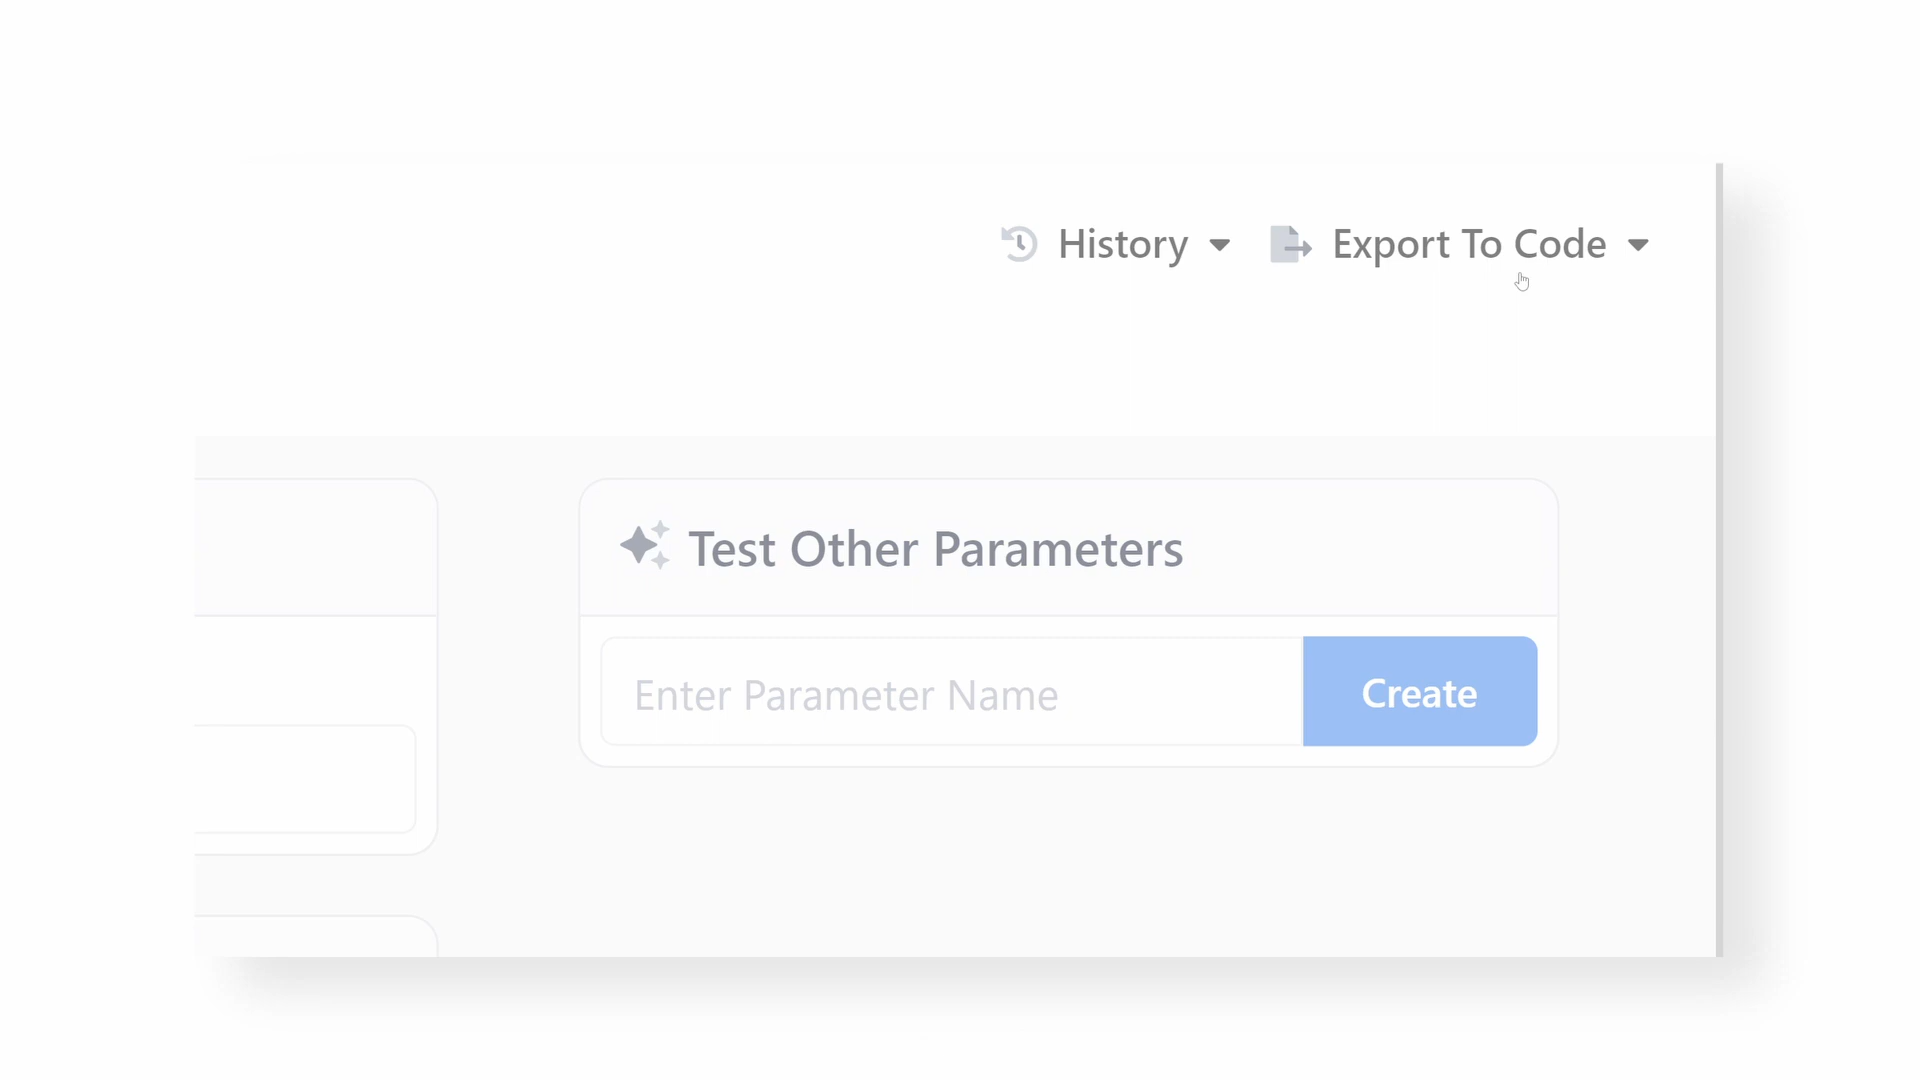 History
Export To Code
Test Other Parameters
Enter Parameter Name
Create